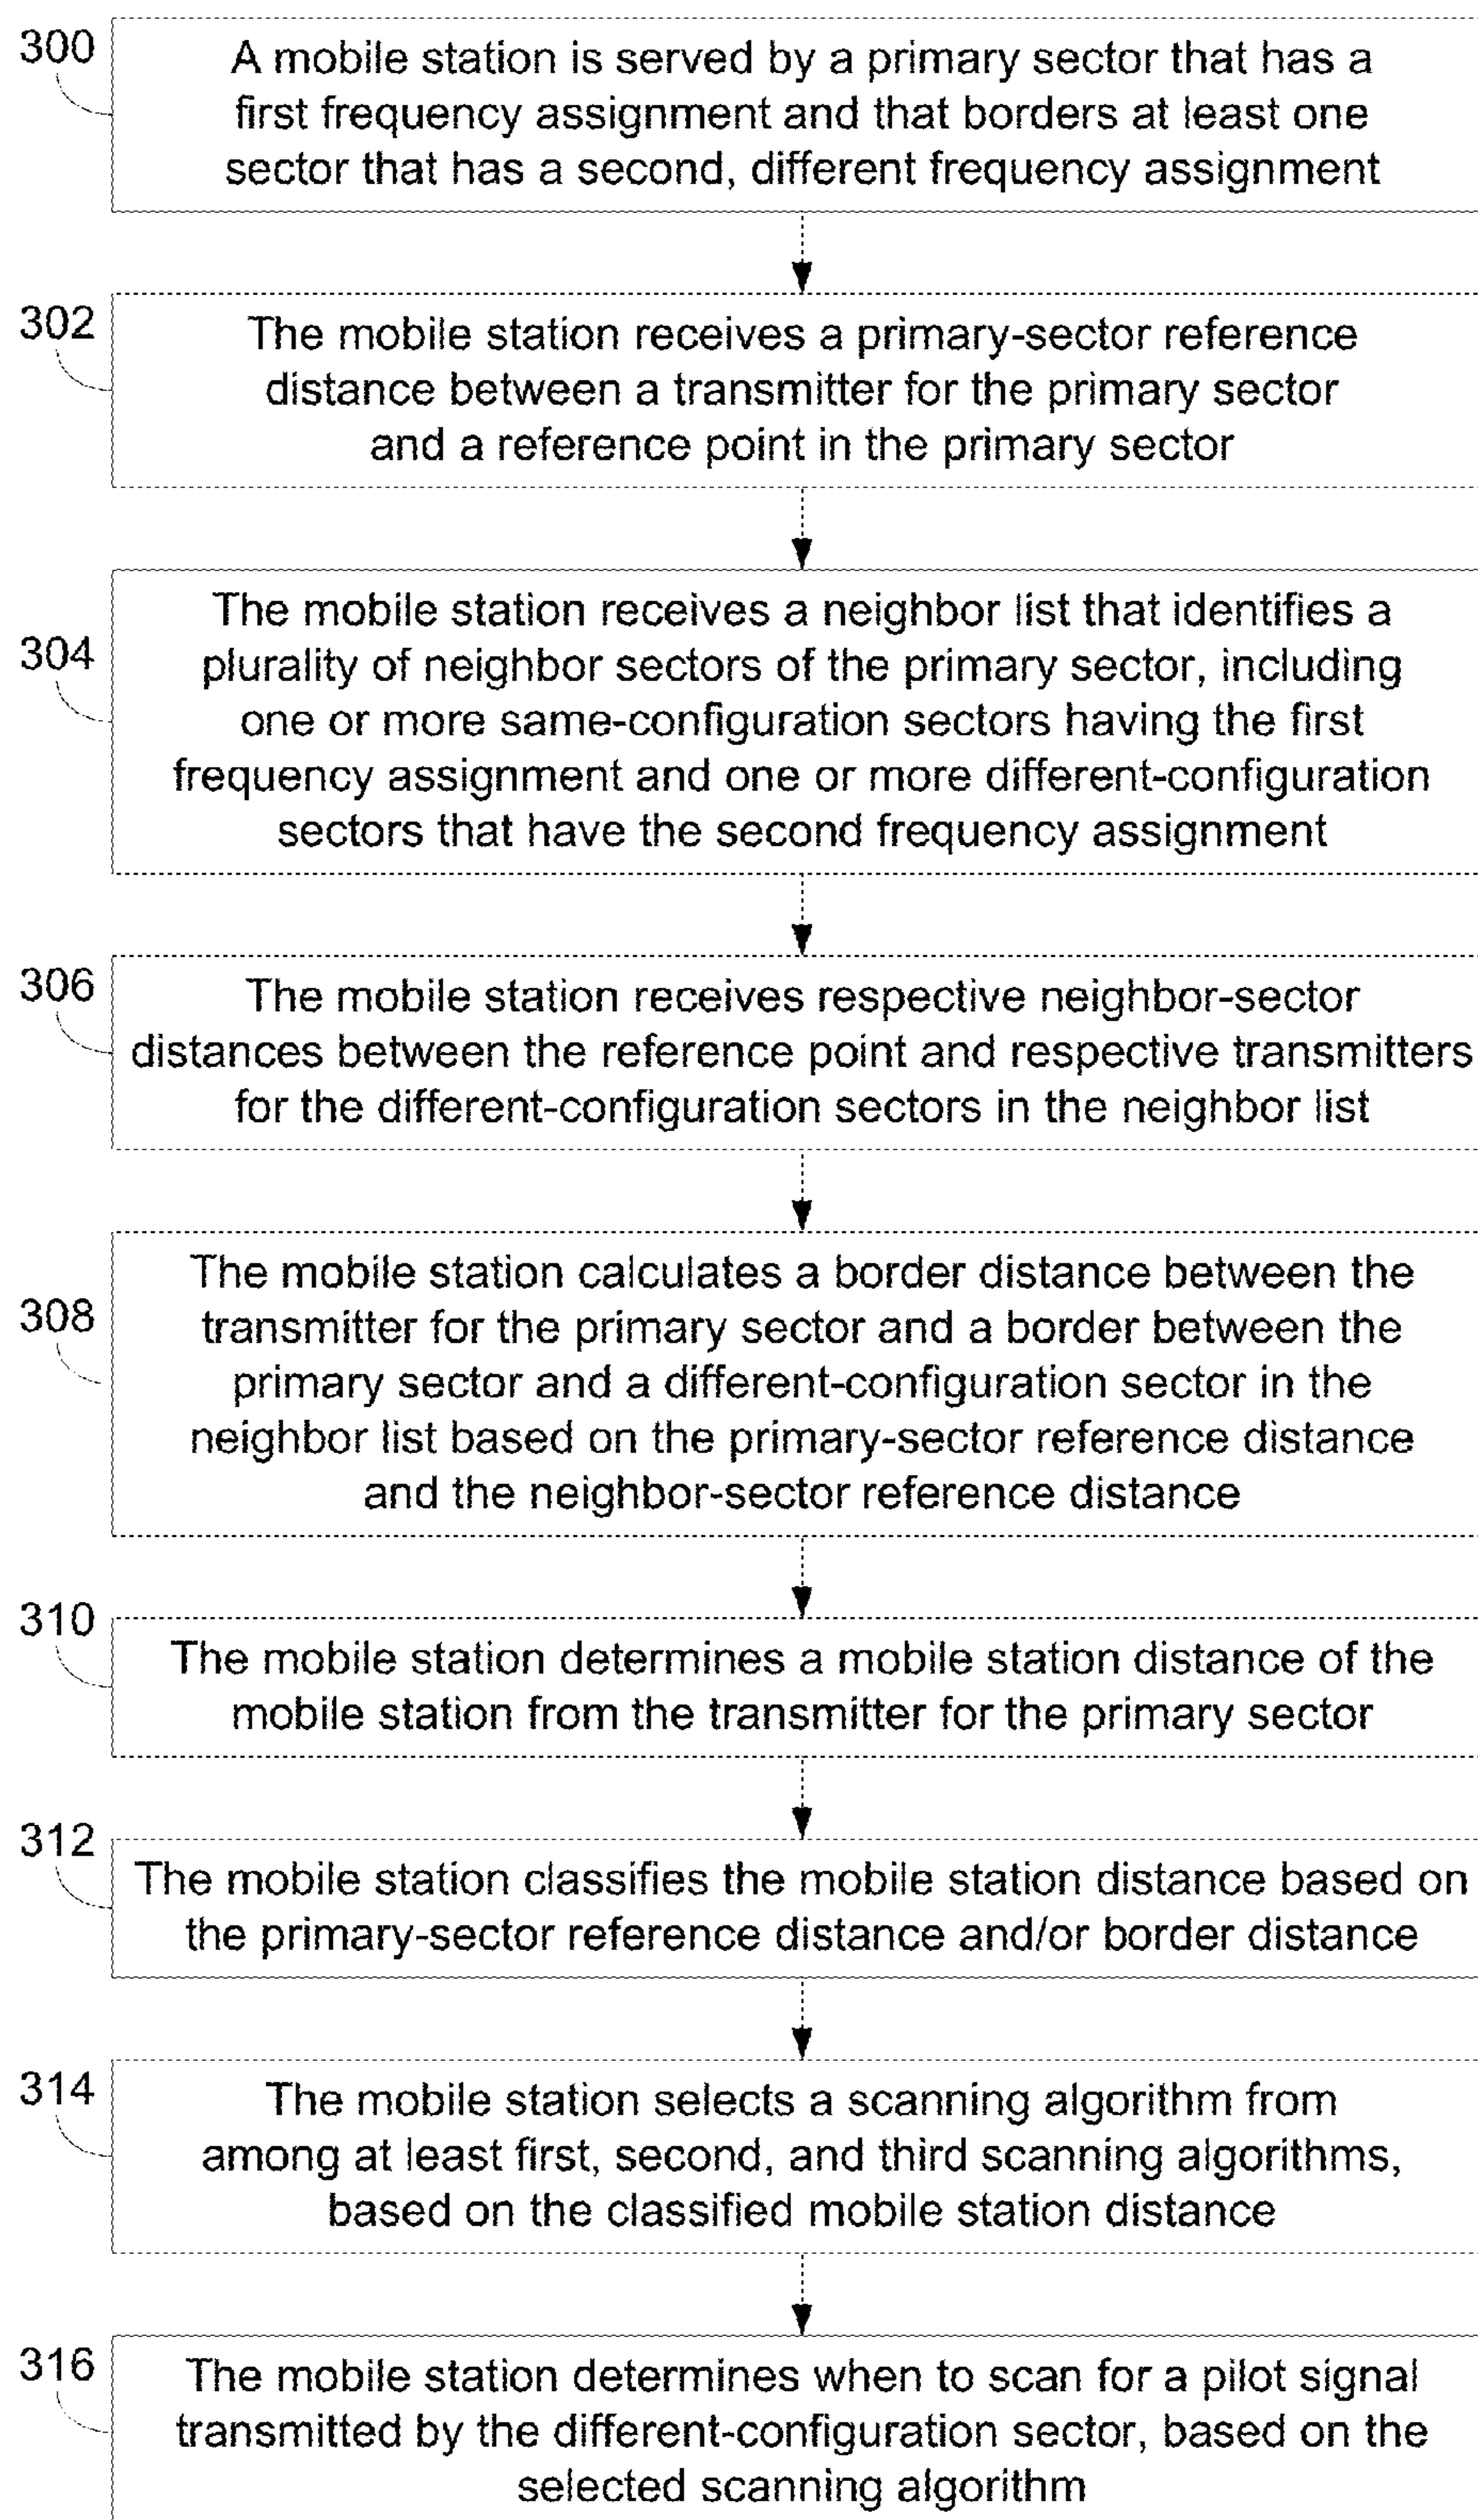 300
A mobile station is served by a primary sector that has a
first frequency assignment and that borders at least one
sector that has a second, different frequency assignment
302
The mobile station receives a primary-sector reference
distance between a transmitter for the primary sector
and a reference point in the primary sector
304
The mobile station receives a neighbor list that identifies a
plurality of neighbor sectors of the primary sector, including
one or more same-configuration sectors having the first
frequency assignment and one or more different-configuration
sectors that have the second frequency assignment
306
The mobile station receives respective neighbor-sector
distances between the reference point and respective transmitters
for the different-configuration sectors in the neighbor list
308
The mobile station calculates a border distance between the
transmitter for the primary sector and a border between the
primary sector and a different-configuration sector in the
neighbor list based on the primary-sector reference distance
and the neighbor-sector reference distance
310
The mobile station determines a mobile station distance of the
mobile station from the transmitter for the primary sector
312
The mobile station classifies the mobile station distance based on
the primary-sector reference distance and/or border distance
314
The mobile station selects a scanning algorithm from
among at least first, second, and third scanning algorithms,
based on the classified mobile station distance
316
The mobile station determines when to scan for a pilot signal
transmitted by the different-configuration sector, based on the
selected scanning algorithm